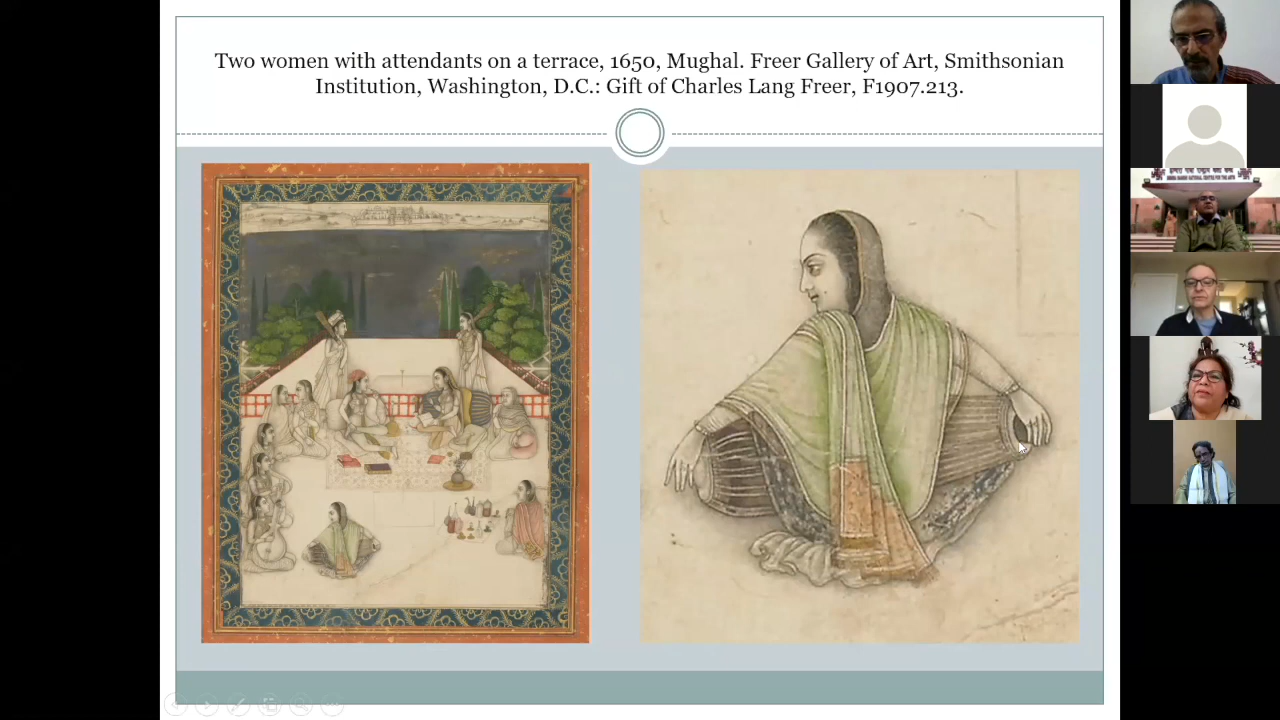 Two women with attendants on a terrace, 1650, Mughal. Freer Gallery of Art, Smithsonian
Institution, Washington, D.C.: Gift of Charles Lang Freer, F1907.213.